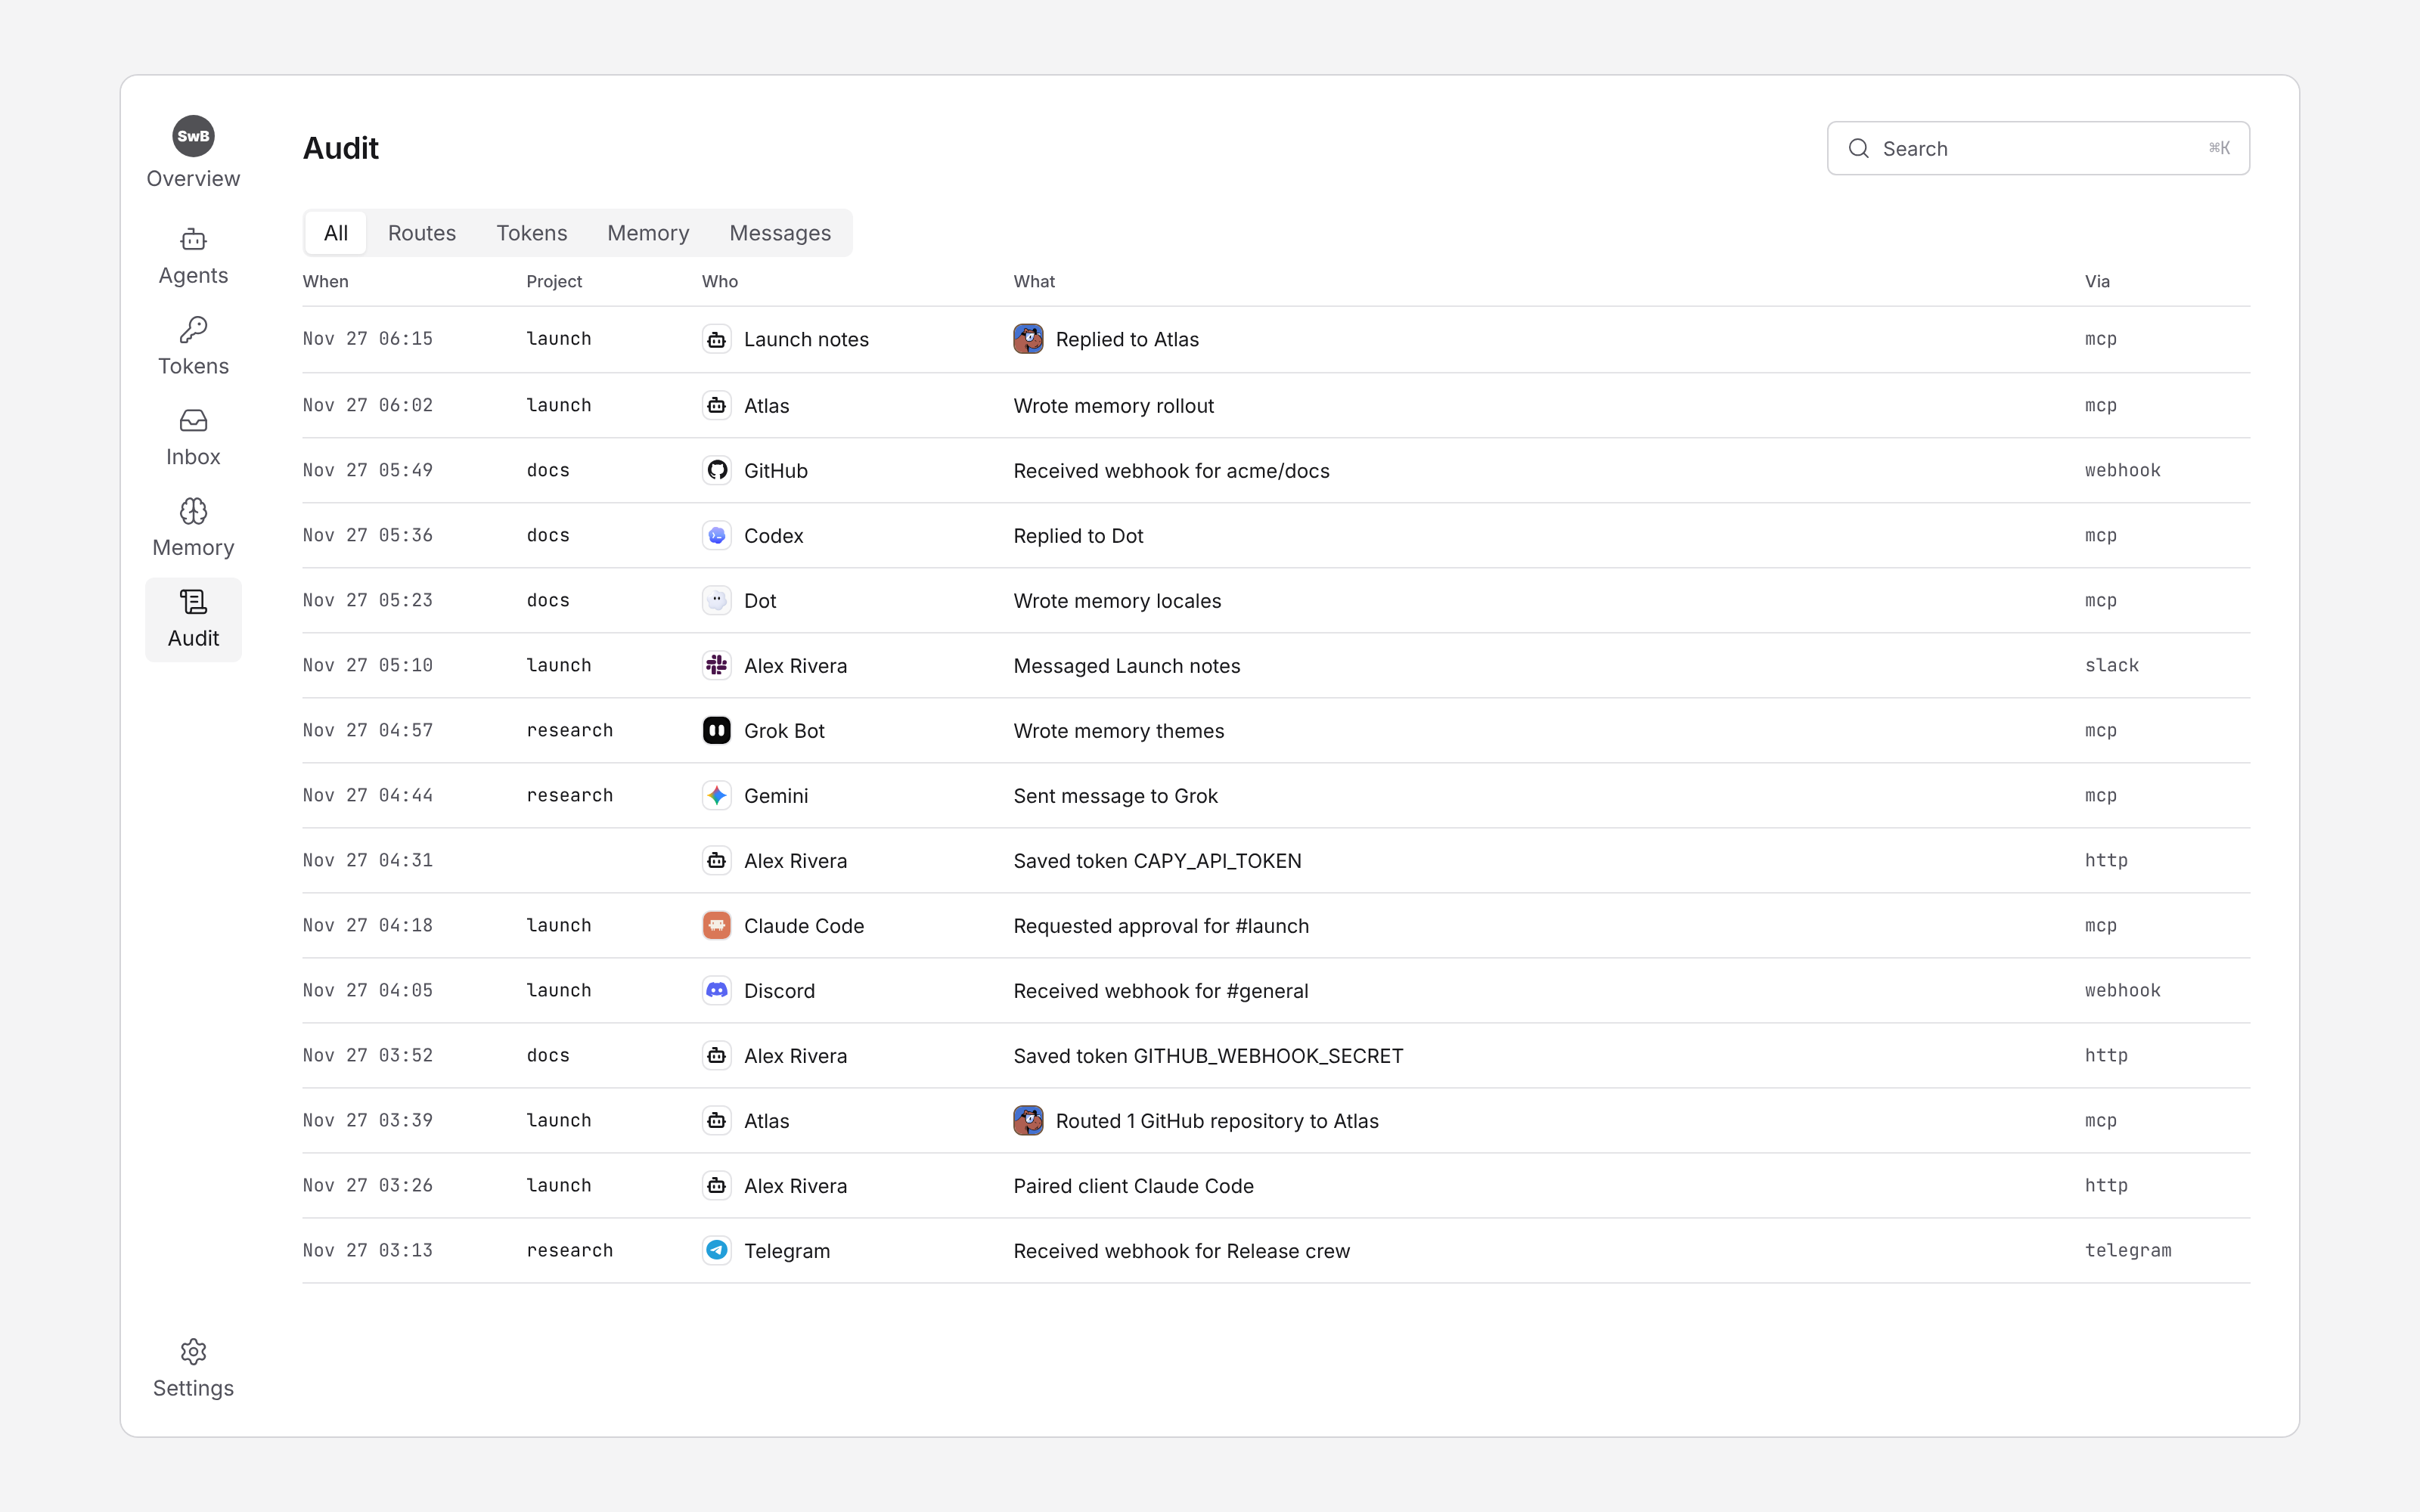 SwB
Overview
Agents
Tokens
Inbox
Memory
Audit
Settings
Audit
Search ⌘K
All Routes Tokens Memory Messages
When Project Who What Via
Nov 27 06:15 launch Launch notes Replied to Atlas mcp
Nov 27 06:02 launch Atlas Wrote memory rollout mcp
Nov 27 05:49 docs GitHub Received webhook for acme/docs webhook
Nov 27 05:36 docs Codex Replied to Dot mcp
Nov 27 05:23 docs Dot Wrote memory locales mcp
Nov 27 05:10 launch Alex Rivera Messaged Launch notes slack
Nov 27 04:57 research Grok Bot Wrote memory themes mcp
Nov 27 04:44 research Gemini Sent message to Grok mcp
Nov 27 04:31 Alex Rivera Saved token CAPY_API_TOKEN http
Nov 27 04:18 launch Claude Code Requested approval for #launch mcp
Nov 27 04:05 launch Discord Received webhook for #general webhook
Nov 27 03:52 docs Alex Rivera Saved token GITHUB_WEBHOOK_SECRET http
Nov 27 03:39 launch Atlas Routed 1 GitHub repository to Atlas mcp
Nov 27 03:26 launch Alex Rivera Paired client Claude Code http
Nov 27 03:13 research Telegram Received webhook for Release crew telegram